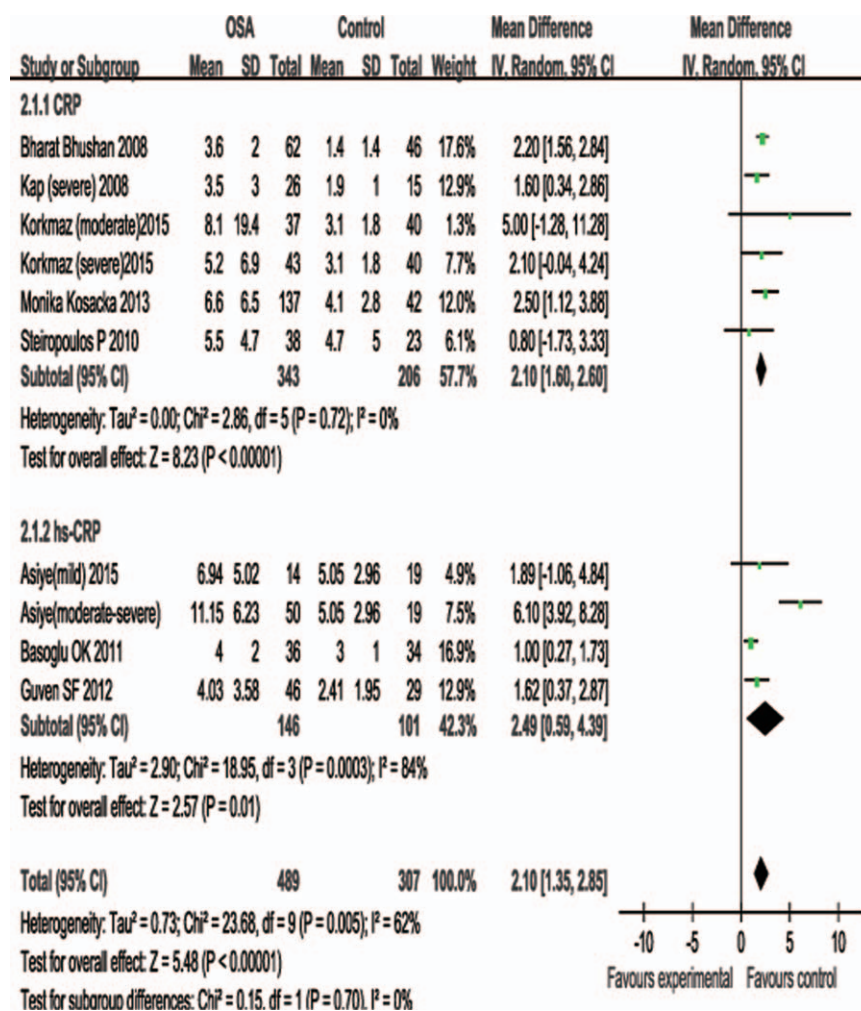 OSA Control Mean Difference Mean Difference
Study or Subgroup Mean SD Total Mean SD Total Weight IV, Random, 95% CI IV, Random, 95% CI
2.1.1 CRP
Bharat Bhushan 2008 3.6 2 62 1.4 1.4 46 17.6% 2.20 [1.56, 2.84]
Kap (severe) 2008 3.5 3 26 1.9 1 15 12.9% 1.60 [0.34, 2.86]
Korkmaz (moderate)2015 8.1 19.4 37 3.1 1.8 40 1.3% 5.00 [-1.28, 11.28]
Korkmaz (severe)2015 5.2 6.9 43 3.1 1.8 40 7.7% 2.10 [-0.04, 4.24]
Monika Kosacka 2013 6.6 6.5 137 4.1 2.8 42 12.0% 2.50 [1.12, 3.88]
Steiropoulos P 2010 5.5 4.7 38 4.7 5 23 6.1% 0.80 [-1.73, 3.33]
Subtotal (95% CI) 343 206 57.7% 2.10 [1.60, 2.60]
Heterogeneity: Tau² = 0.00; Chi² = 2.86, df = 5 (P = 0.72); I² = 0%
Test for overall effect: Z = 8.23 (P < 0.00001)
2.1.2 hs-CRP
Asiye(mild) 2015 6.94 5.02 14 5.05 2.96 19 4.9% 1.89 [-1.06, 4.84]
Asiye(moderate-severe) 11.15 6.23 50 5.05 2.96 19 7.5% 6.10 [3.92, 8.28]
Basoglu OK 2011 4 2 36 3 1 34 16.9% 1.00 [0.27, 1.73]
Guven SF 2012 4.03 3.58 46 2.41 1.95 29 12.9% 1.62 [0.37, 2.87]
Subtotal (95% CI) 146 101 42.3% 2.49 [0.59, 4.39]
Heterogeneity: Tau² = 2.90; Chi² = 18.95, df = 3 (P = 0.0003); I² = 84%
Test for overall effect: Z = 2.57 (P = 0.01)
Total (95% CI) 489 307 100.0% 2.10 [1.35, 2.85]
Heterogeneity: Tau² = 0.73; Chi² = 23.68, df = 9 (P = 0.005); I² = 62%
Test for overall effect: Z = 5.48 (P < 0.00001)
Test for subgroup differences: Chi² = 0.15, df = 1 (P = 0.70), I² = 0%
-10 -5 0 5 10
Favours experimental Favours control